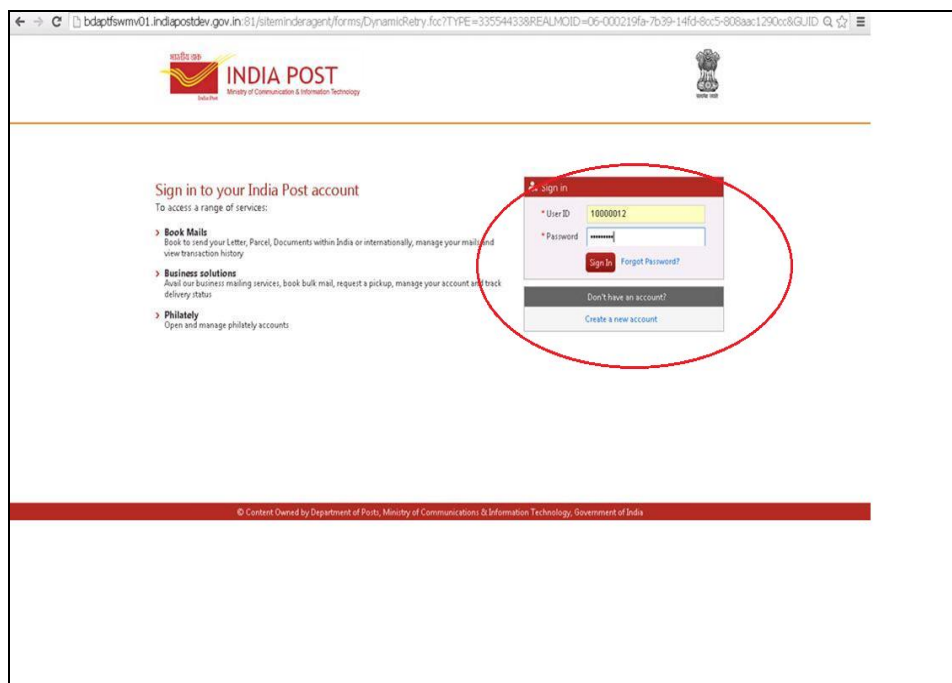 bdaptfswmv01.indiapostdev.gov.in:81/siteminderagent/forms/DynamicRetry.fcc?TYPE=33554433&REALMOID=06-000219fa-7b39-14fd-8cc5-808aac1290cc&GUID
भारतीय डाक
India Post
INDIA POST
Ministry of Communication & Information Technology
सत्यमेव जयते
Sign in to your India Post account
To access a range of services:
Book Mails
Book to send your Letter, Parcel, Documents within India or internationally, manage your mails and
view transaction history
Business solutions
Avail our business mailing services, book bulk mail, request a pickup, manage your account and track
delivery status
Philately
Open and manage philately accounts
Sign in
* User ID 10000012
* Password •••••••••
Sign In Forgot Password?
Don't have an account?
Create a new account
© Content Owned by Department of Posts, Ministry of Communications & Information Technology, Government of India